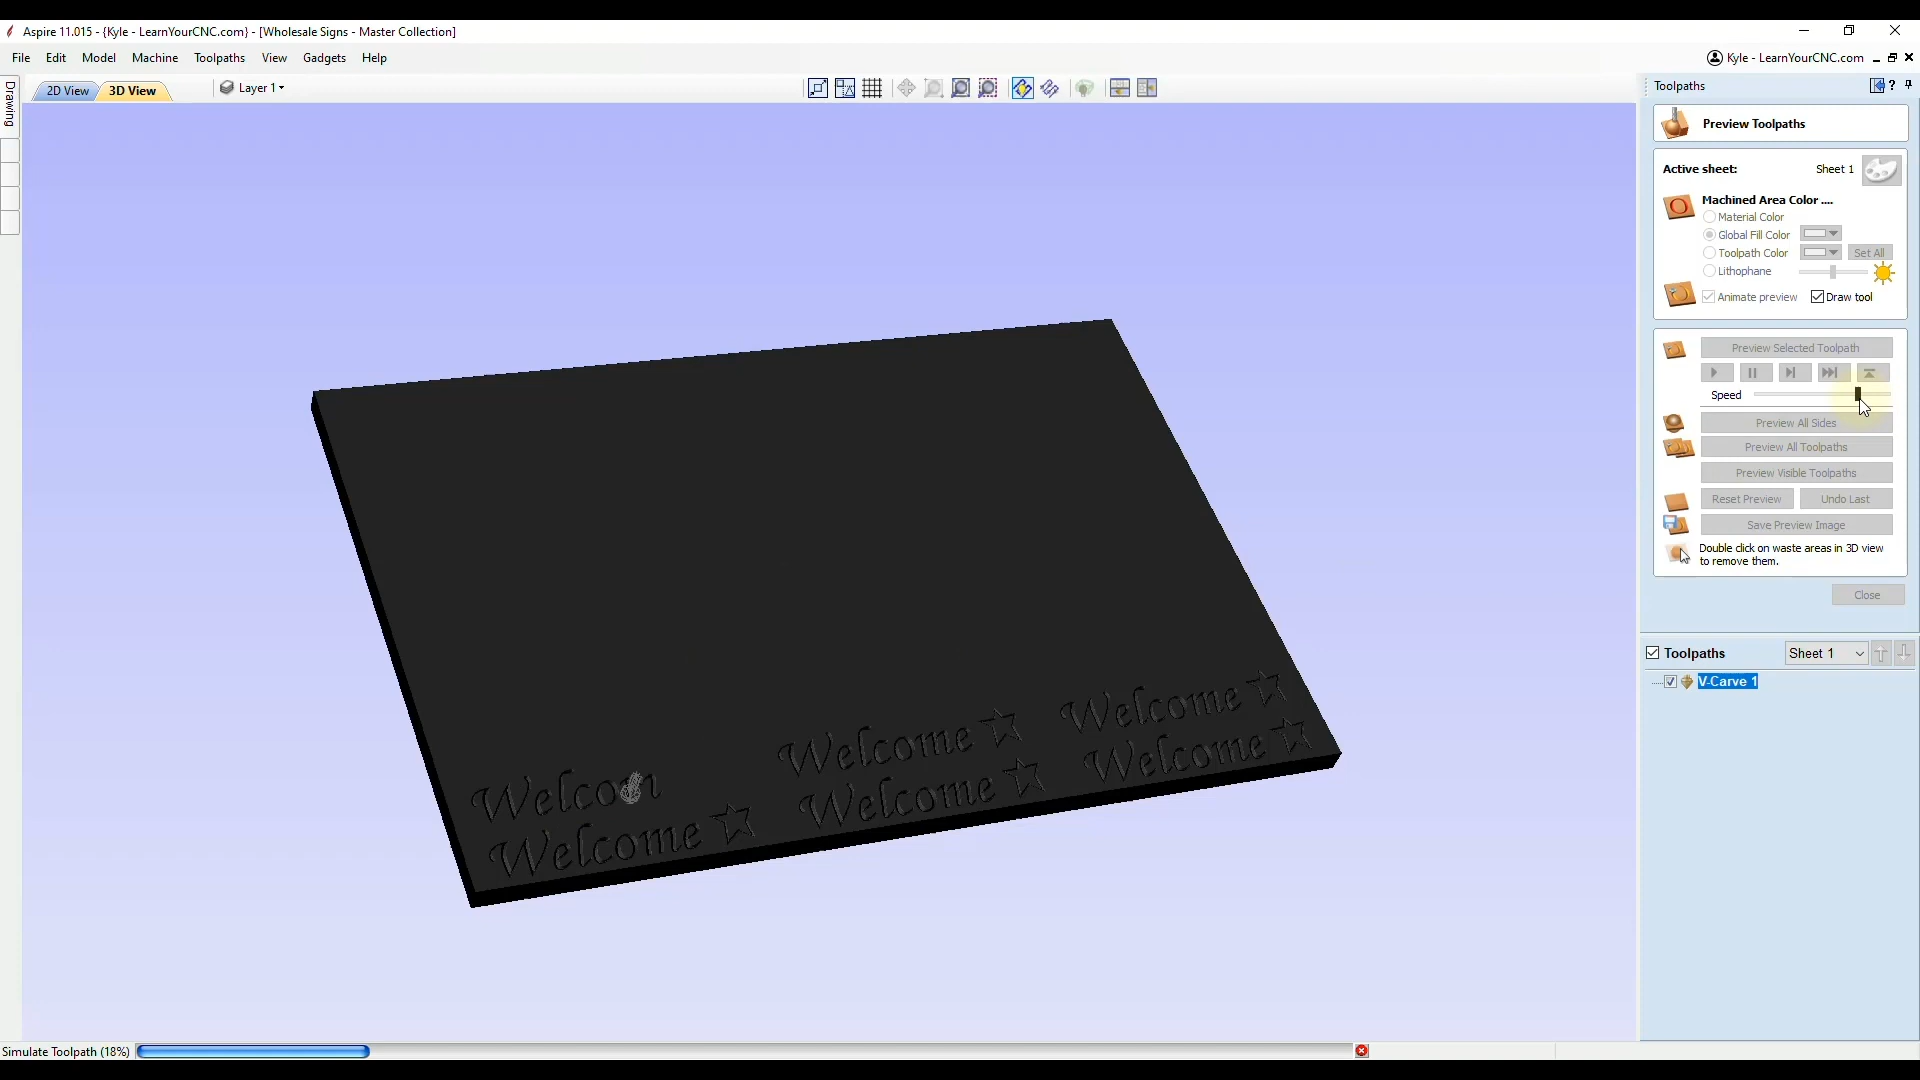 Aspire 11.015 - {Kyle - LearnYourCNC.com} - [Wholesale Signs - Master Collection]
File Edit Model Machine Toolpaths View Gadgets Help
Kyle - LearnYourCNC.com
Drawing
2D View 3D View Layer 1
Toolpaths
Preview Toolpaths
Active sheet: Sheet 1
Machined Area Color ....
Material Color
Global Fill Color
Toolpath Color Set All
Lithophane
Animate preview Draw tool
Preview Selected Toolpath
Speed
Preview All Sides
Preview All Toolpaths
Preview Visible Toolpaths
Reset Preview Undo Last
Save Preview Image
Double click on waste areas in 3D view
to remove them.
Close
Toolpaths Sheet 1
V-Carve 1
Welcom Welcome Welcome
Welcome Welcome Welcome
Simulate Toolpath (18%)